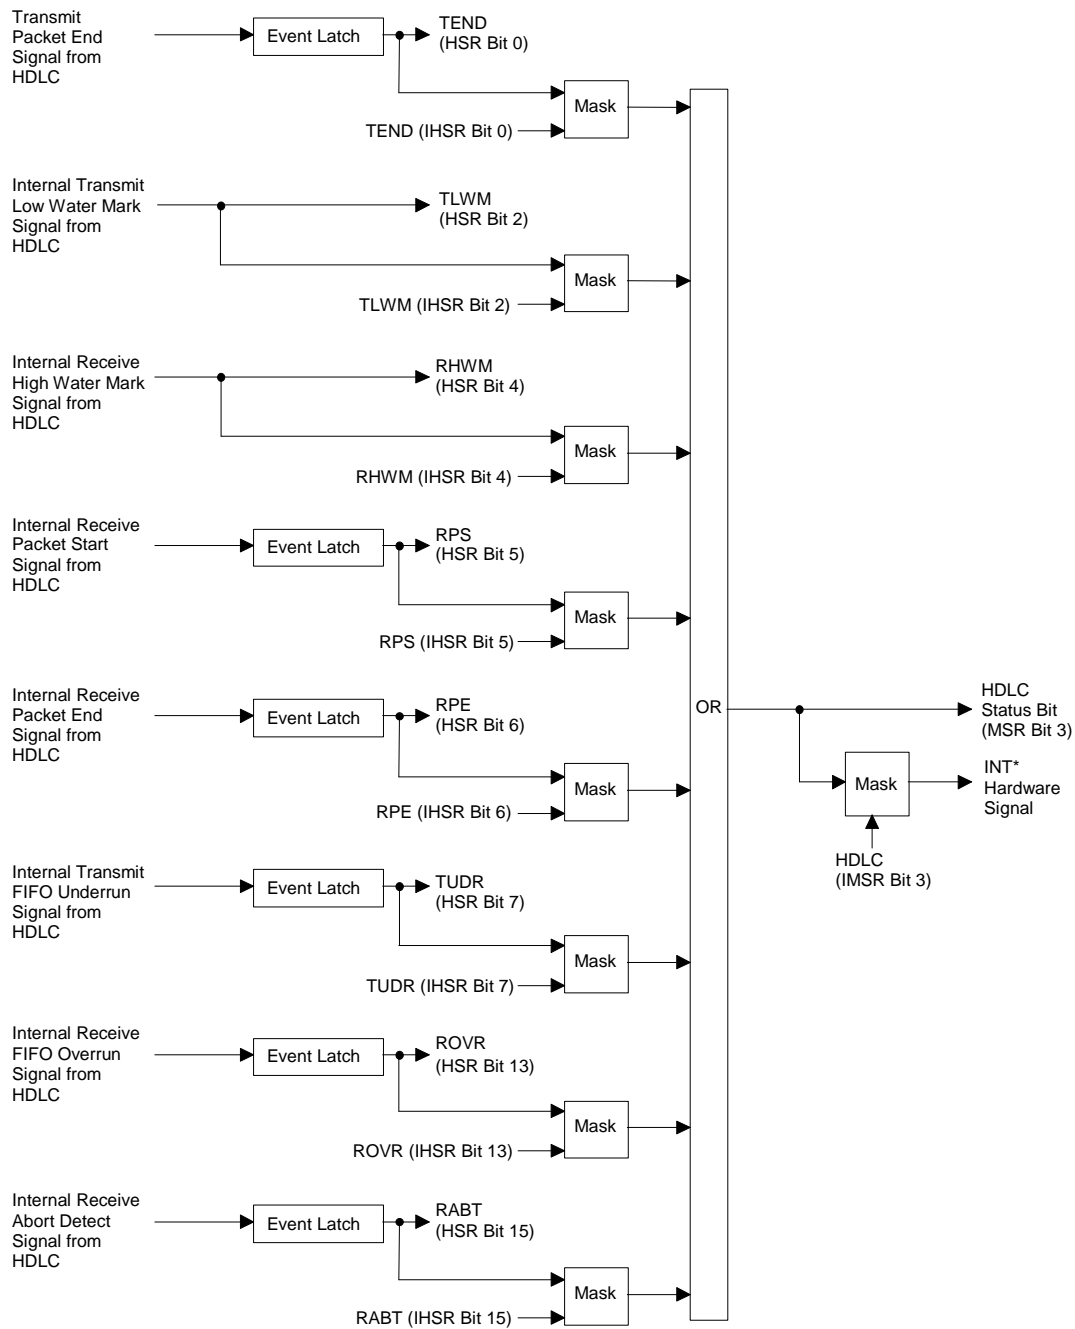 Transmit
Packet End
Signal from
HDLC
Event Latch
TEND
(HSR Bit 0)
Mask
TEND (IHSR Bit 0)
Internal Transmit
Low Water Mark
Signal from
HDLC
TLWM
(HSR Bit 2)
Mask
TLWM (IHSR Bit 2)
Internal Receive
High Water Mark
Signal from
HDLC
RHWM
(HSR Bit 4)
Mask
RHWM (IHSR Bit 4)
Internal Receive
Packet Start
Signal from
HDLC
Event Latch
RPS
(HSR Bit 5)
Mask
RPS (IHSR Bit 5)
Internal Receive
Packet End
Signal from
HDLC
Event Latch
RPE
(HSR Bit 6)
Mask
RPE (IHSR Bit 6)
Internal Transmit
FIFO Underrun
Signal from
HDLC
Event Latch
TUDR
(HSR Bit 7)
Mask
TUDR (IHSR Bit 7)
Internal Receive
FIFO Overrun
Signal from
HDLC
Event Latch
ROVR
(HSR Bit 13)
Mask
ROVR (IHSR Bit 13)
Internal Receive
Abort Detect
Signal from
HDLC
Event Latch
RABT
(HSR Bit 15)
Mask
RABT (IHSR Bit 15)
OR
HDLC
Status Bit
(MSR Bit 3)
Mask
INT*
Hardware
Signal
HDLC
(IMSR Bit 3)